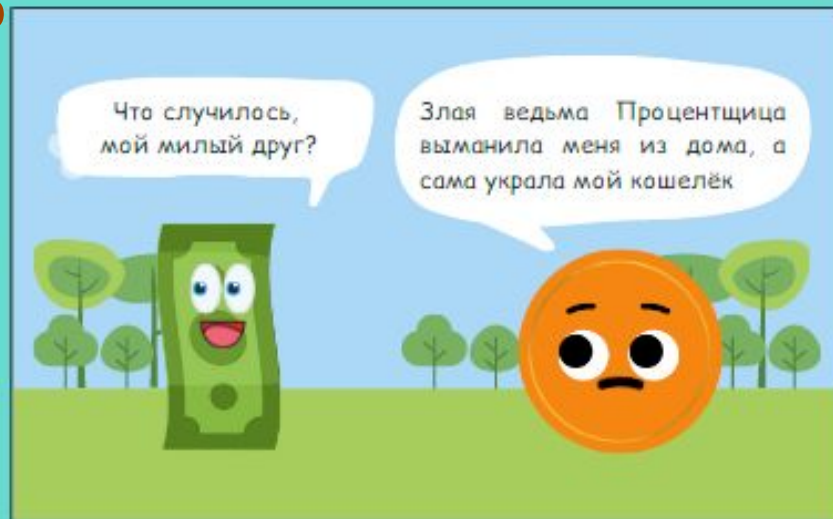 Что случилось,
мой милый друг?
Злая ведьма Процентщица
выманила меня из дома, а
сама украла мой кошелёк